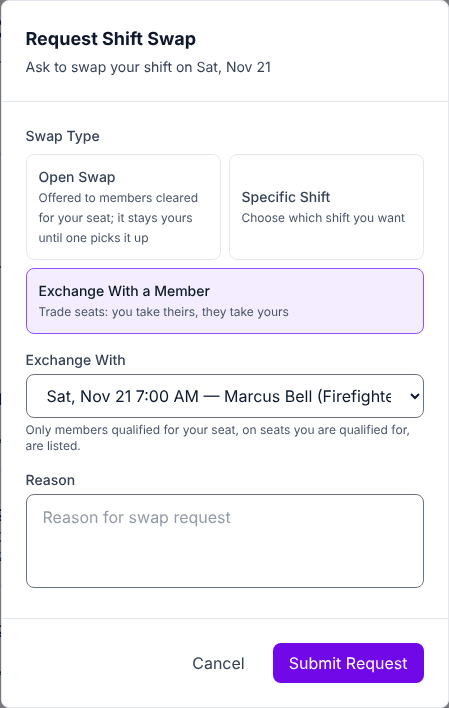 Request Shift Swap
Ask to swap your shift on Sat, Nov 21
Swap Type
Open Swap
Offered to members cleared
for your seat; it stays yours
until one picks it up
Specific Shift
Choose which shift you want
Exchange With a Member
Trade seats: you take theirs, they take yours
Exchange With
Sat, Nov 21 7:00 AM — Marcus Bell (Firefighte
Only members qualified for your seat, on seats you are qualified for,
are listed.
Reason
Reason for swap request
Cancel
Submit Request